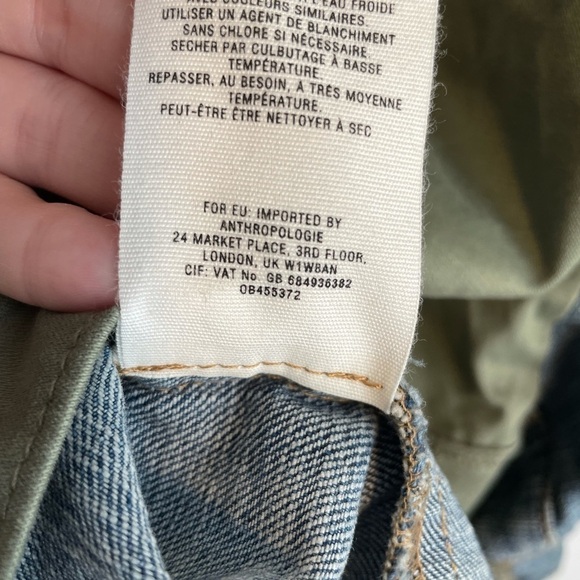 L'EAU FROIDE
AVEC COULEURS SIMILAIRES.
UTILISER UN AGENT DE BLANCHIMENT
SANS CHLORE SI NÉCESSAIRE.
SÉCHER PAR CULBUTAGE À BASSE
TEMPÉRATURE.
REPASSER, AU BESOIN, À TRÈS MOYENNE
TEMPÉRATURE.
PEUT-ÊTRE ÊTRE NETTOYER À SEC
FOR EU: IMPORTED BY
ANTHROPOLOGIE
24 MARKET PLACE, 3RD FLOOR,
LONDON, UK W1W8AN
CIF: VAT No GB 684936382
OB455372